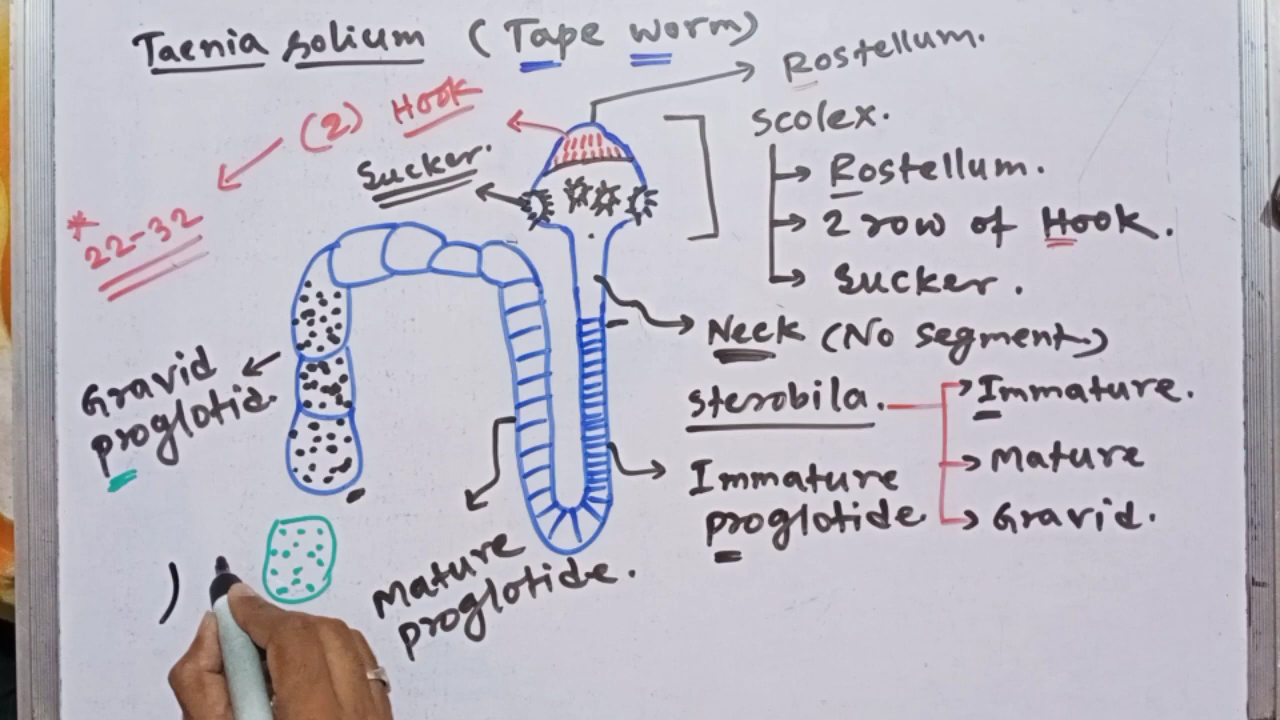 Taenia solium (Tape worm)
Rostellum.
(2) Hook
Sucker.
* 22-32
scolex.
Rostellum.
2 row of Hook.
Sucker.
Neck (No segment.)
sterobila.
Immature.
Mature
Gravid.
Immature
proglotide.
Mature
proglotide.
Gravid
proglotid.
)